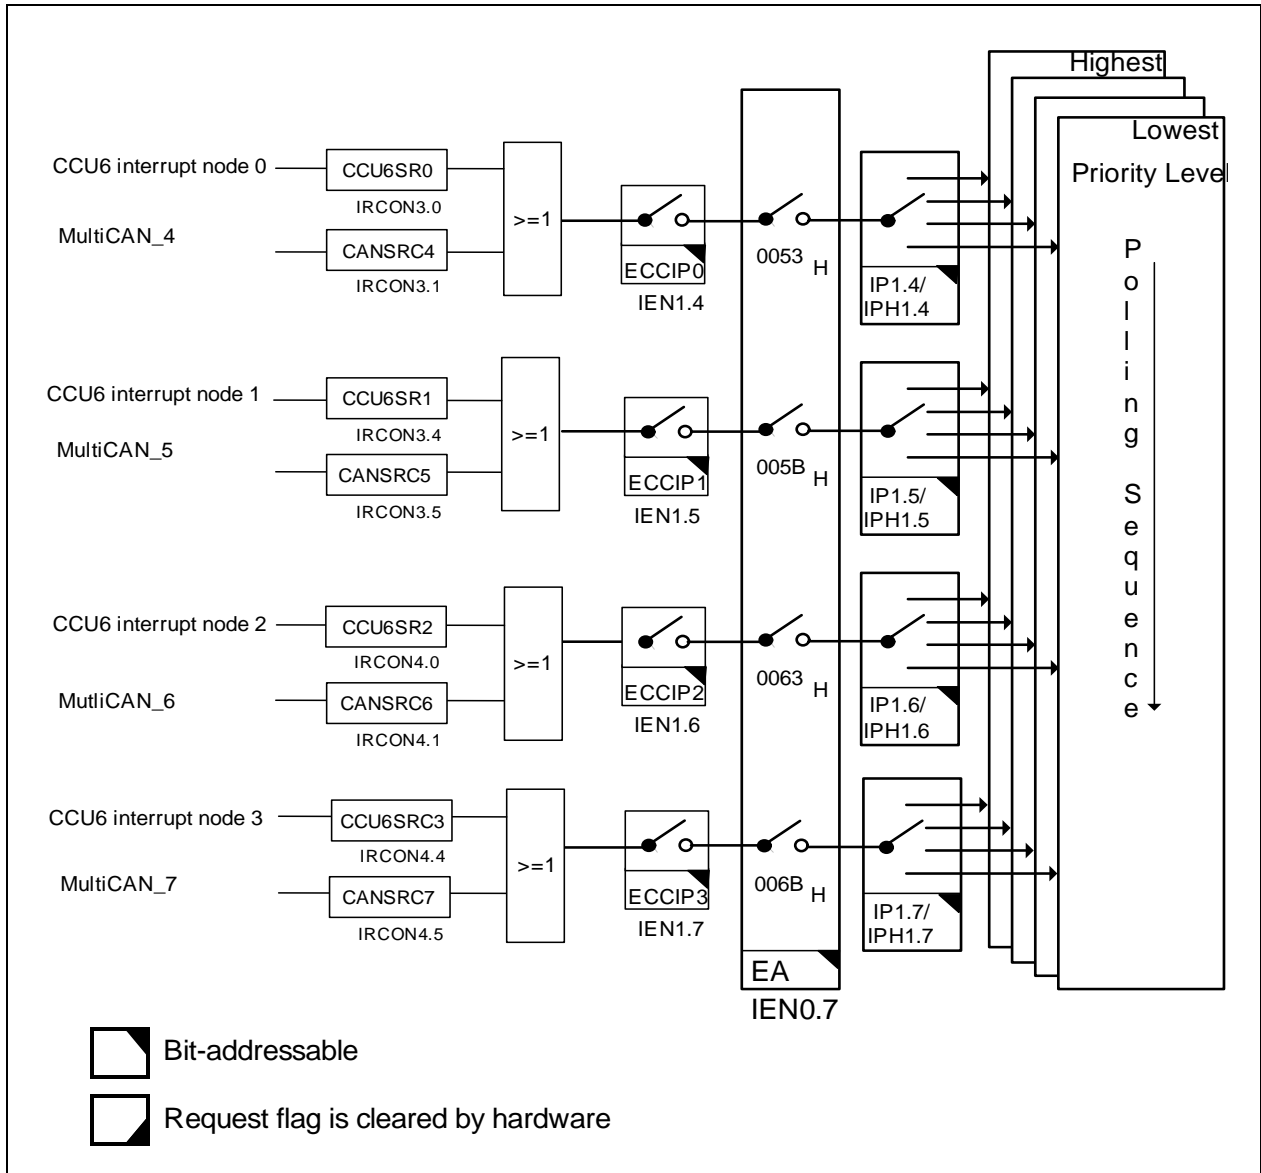 Highest
Lowest
Priority Level
Polling Sequence
CCU6 interrupt node 0
CCU6SR0
IRCON3.0
MultiCAN_4
CANSRC4
IRCON3.1
>=1
ECCIP0
IEN1.4
0053 H
IP1.4/
IPH1.4
CCU6 interrupt node 1
CCU6SR1
IRCON3.4
MultiCAN_5
CANSRC5
IRCON3.5
>=1
ECCIP1
IEN1.5
005B H
IP1.5/
IPH1.5
CCU6 interrupt node 2
CCU6SR2
IRCON4.0
MutliCAN_6
CANSRC6
IRCON4.1
>=1
ECCIP2
IEN1.6
0063 H
IP1.6/
IPH1.6
CCU6 interrupt node 3
CCU6SRC3
IRCON4.4
MultiCAN_7
CANSRC7
IRCON4.5
>=1
ECCIP3
IEN1.7
006B H
IP1.7/
IPH1.7
EA
IEN0.7
Bit-addressable
Request flag is cleared by hardware